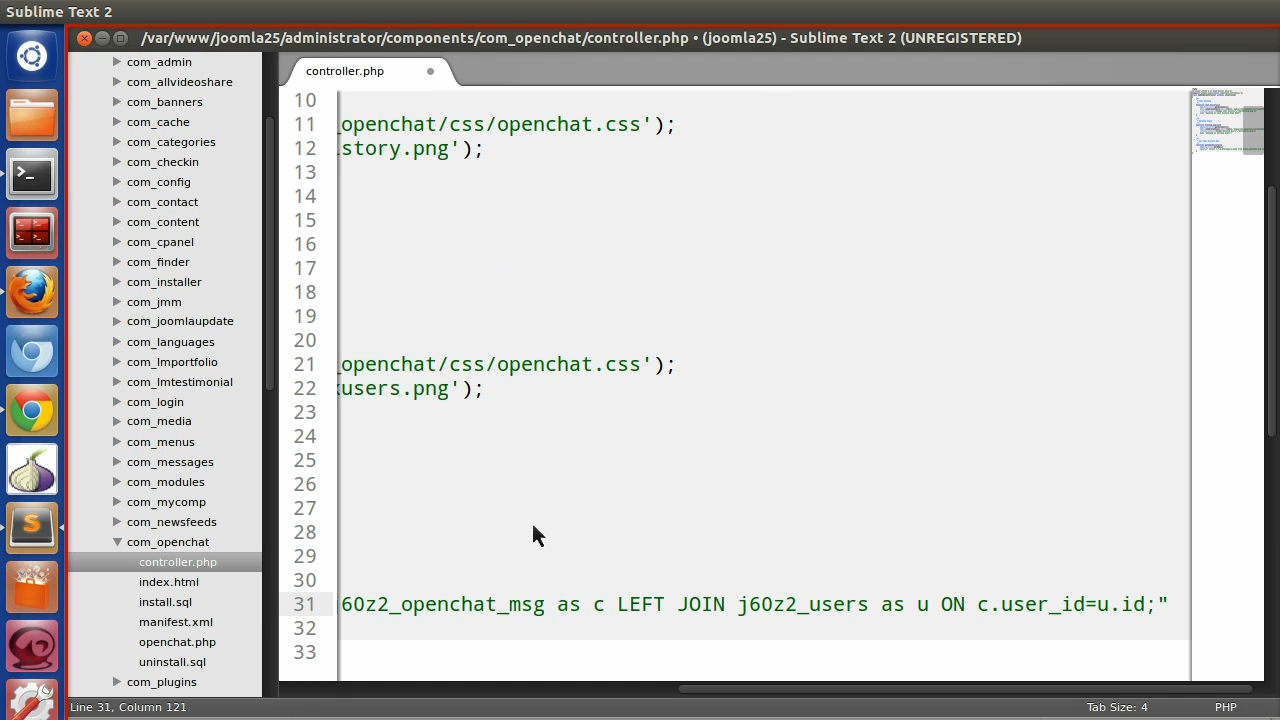 Sublime Text 2
/var/www/joomla25/administrator/components/com_openchat/controller.php • (joomla25) - Sublime Text 2 (UNREGISTERED)
com_admin
com_allvideoshare
com_banners
com_cache
com_categories
com_checkin
com_config
com_contact
com_content
com_cpanel
com_finder
com_installer
com_jmm
com_joomlaupdate
com_languages
com_lmportfolio
com_lmtestimonial
com_login
com_media
com_menus
com_messages
com_modules
com_mycomp
com_newsfeeds
com_openchat
controller.php
index.html
install.sql
manifest.xml
openchat.php
uninstall.sql
com_plugins
controller.php
10
11 _openchat/css/openchat.css');
12 story.png');
13
14
15
16
17
18
19
20
21 _openchat/css/openchat.css');
22 users.png');
23
24
25
26
27
28
29
30
31 j60z2_openchat_msg as c LEFT JOIN j60z2_users as u ON c.user_id=u.id;"
32
33
Line 31, Column 121
Tab Size: 4
PHP